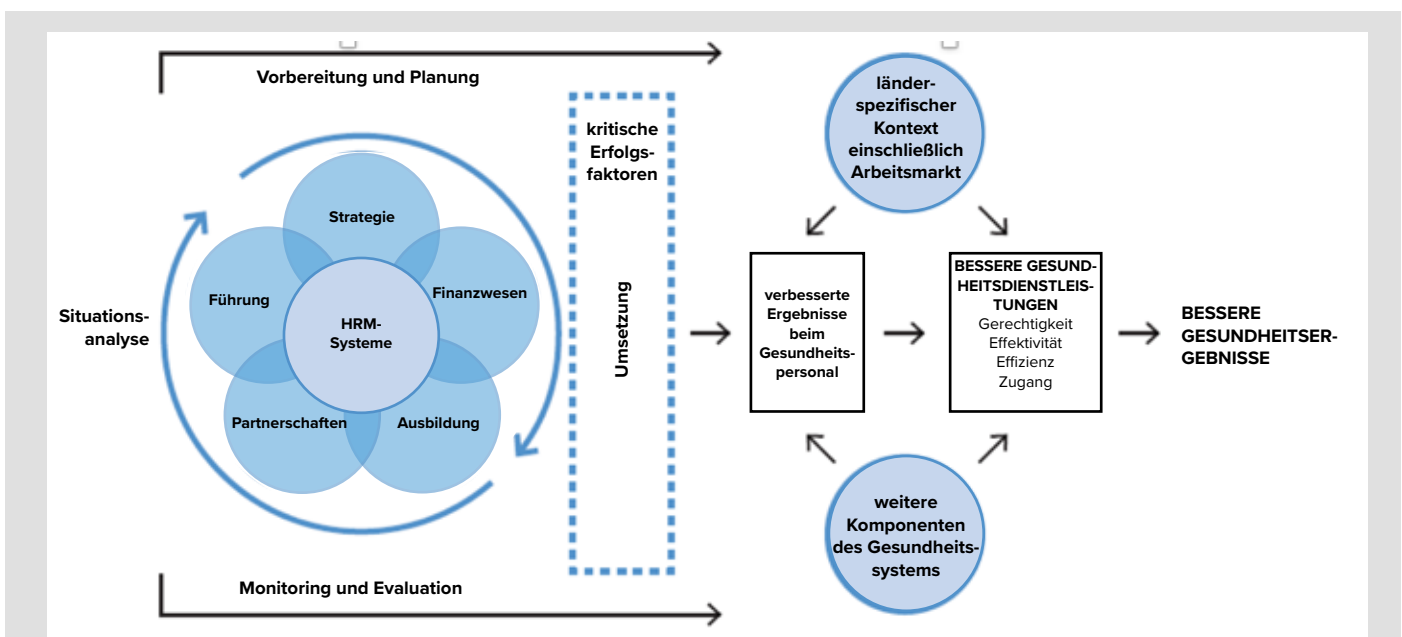 Vorbereitung und Planung
Situations-
analyse
Strategie
Führung
Finanzwesen
HRM-
Systeme
Partnerschaften
Ausbildung
Monitoring und Evaluation
kritische
Erfolgs-
faktoren
Umsetzung
länder-
spezifischer
Kontext
einschließlich
Arbeitsmarkt
verbesserte
Ergebnisse
beim
Gesundheits-
personal
BESSERE GESUND-
HEITSDIENSTLEIS-
TUNGEN
Gerechtigkeit
Effektivität
Effizienz
Zugang
weitere
Komponenten
des Gesundheits-
systems
BESSERE
GESUNDHEITSER-
GEBNISSE